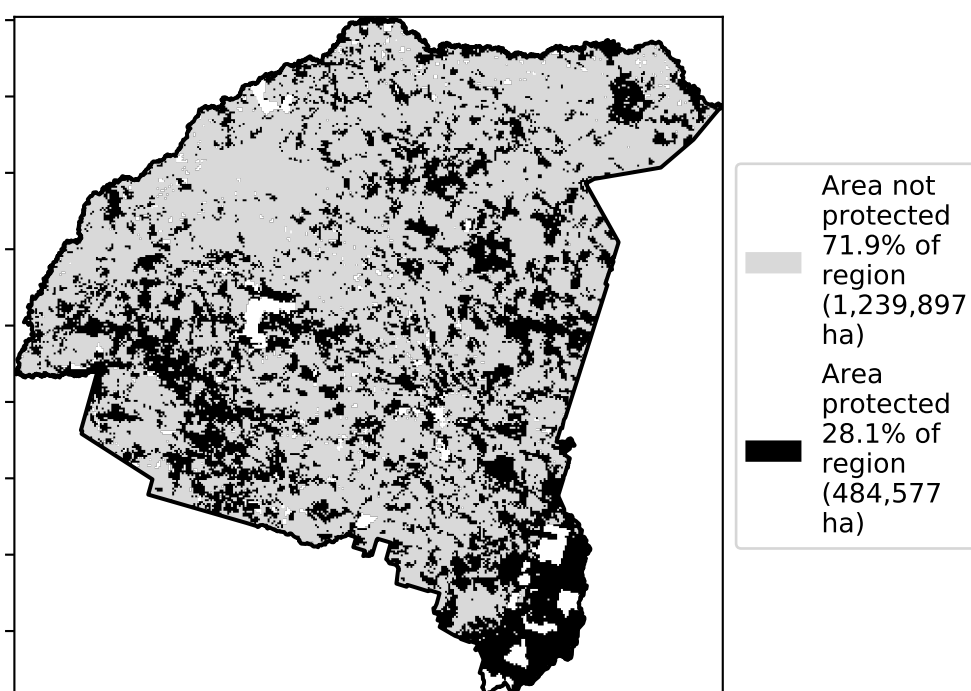 Area not
protected
71.9% of
region
(1,239,897
ha)
Area
protected
28.1% of
region
(484,577
ha)